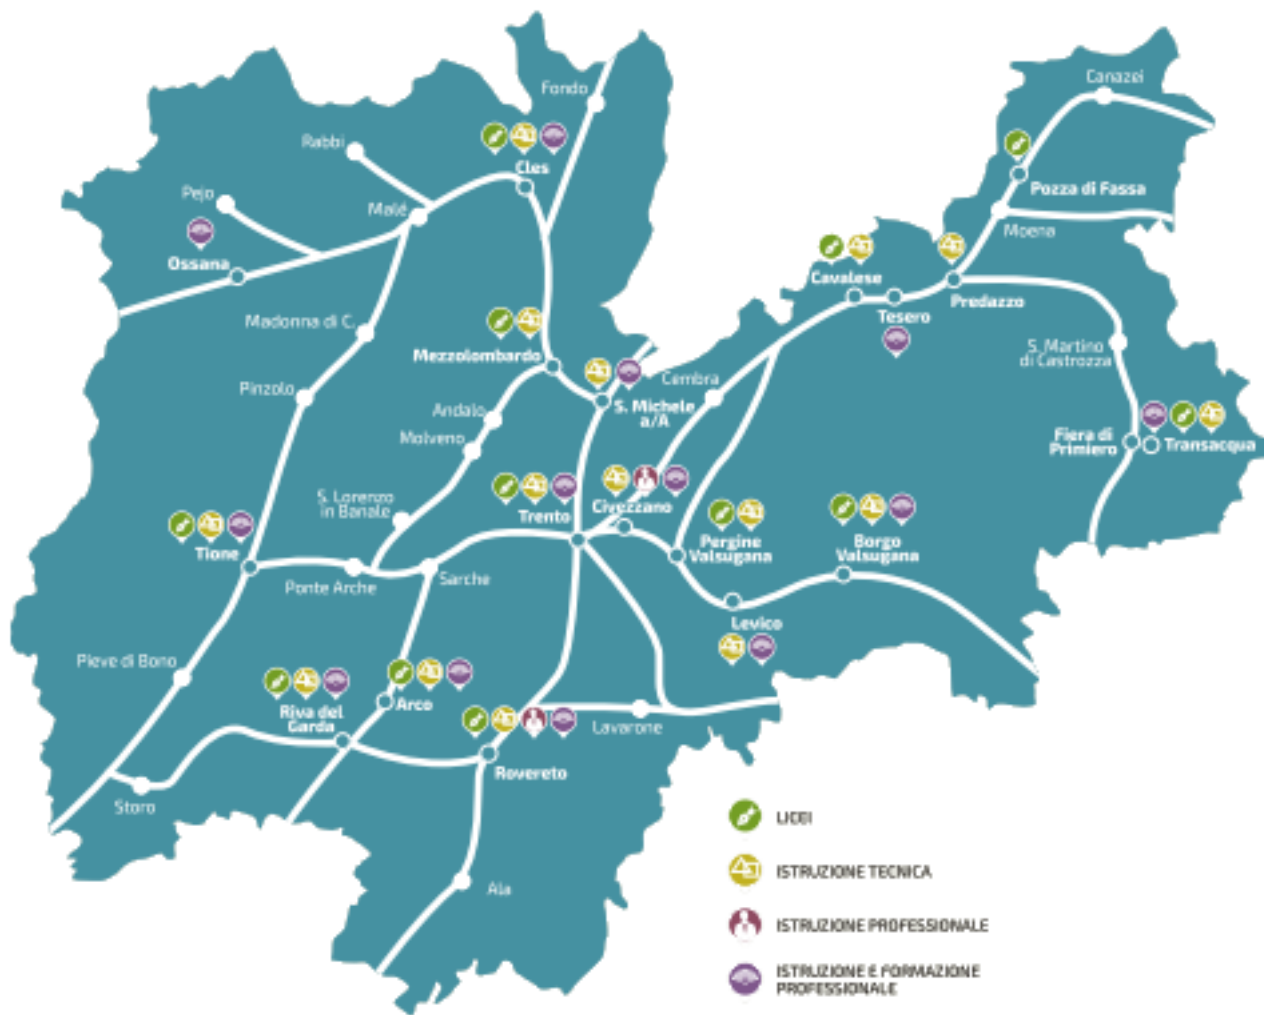 Canazei
Fondo
Rabbi
Cles
Pejo
Malé
Pozza di Fassa
Moena
Ossana
Cavalese
Predazzo
Tesero
Madonna di C.
Mezzolombardo
S. Martino
di Castrozza
Pinzolo
Cembra
Andalo
S. Michele
a/A
Molveno
Fiera di
Primiero
Transacqua
S. Lorenzo
in Banale
Trento
Civezzano
Tione
Pergine
Valsugana
Borgo
Valsugana
Ponte Arche
Sarche
Levico
Pieve di Bono
Riva del
Garda
Arco
Lavarone
Rovereto
Storo
Ala
LICEI
ISTRUZIONE TECNICA
ISTRUZIONE PROFESSIONALE
ISTRUZIONE E FORMAZIONE
PROFESSIONALE